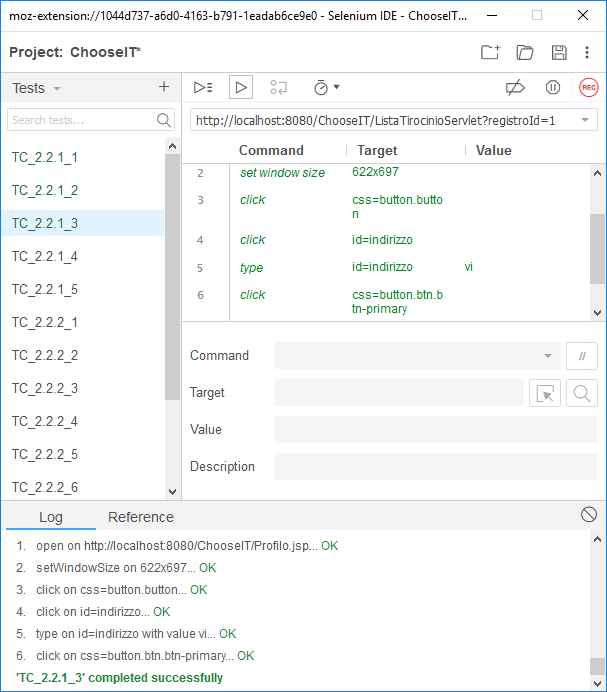 moz-extension://1044d737-a6d0-4163-b791-1eadab6ce9e0 - Selenium IDE - ChooseIT...
Project: ChooseIT*
Tests
Search tests...
TC_2.2.1_1
TC_2.2.1_2
TC_2.2.1_3
TC_2.2.1_4
TC_2.2.1_5
TC_2.2.2_1
TC_2.2.2_2
TC_2.2.2_3
TC_2.2.2_4
TC_2.2.2_5
TC_2.2.2_6
REC
http://localhost:8080/ChooseIT/ListaTirocinioServlet?registroId=1
Command Target Value
2 set window size 622x697
3 click css=button.butto
n
4 click id=indirizzo
5 type id=indirizzo vi
6 click css=button.btn.b
tn-primary
Command //
Target
Value
Description
Log Reference
1. open on http://localhost:8080/ChooseIT/Profilo.jsp... OK
2. setWindowSize on 622x697... OK
3. click on css=button.button... OK
4. click on id=indirizzo... OK
5. type on id=indirizzo with value vi... OK
6. click on css=button.btn.btn-primary... OK
'TC_2.2.1_3' completed successfully